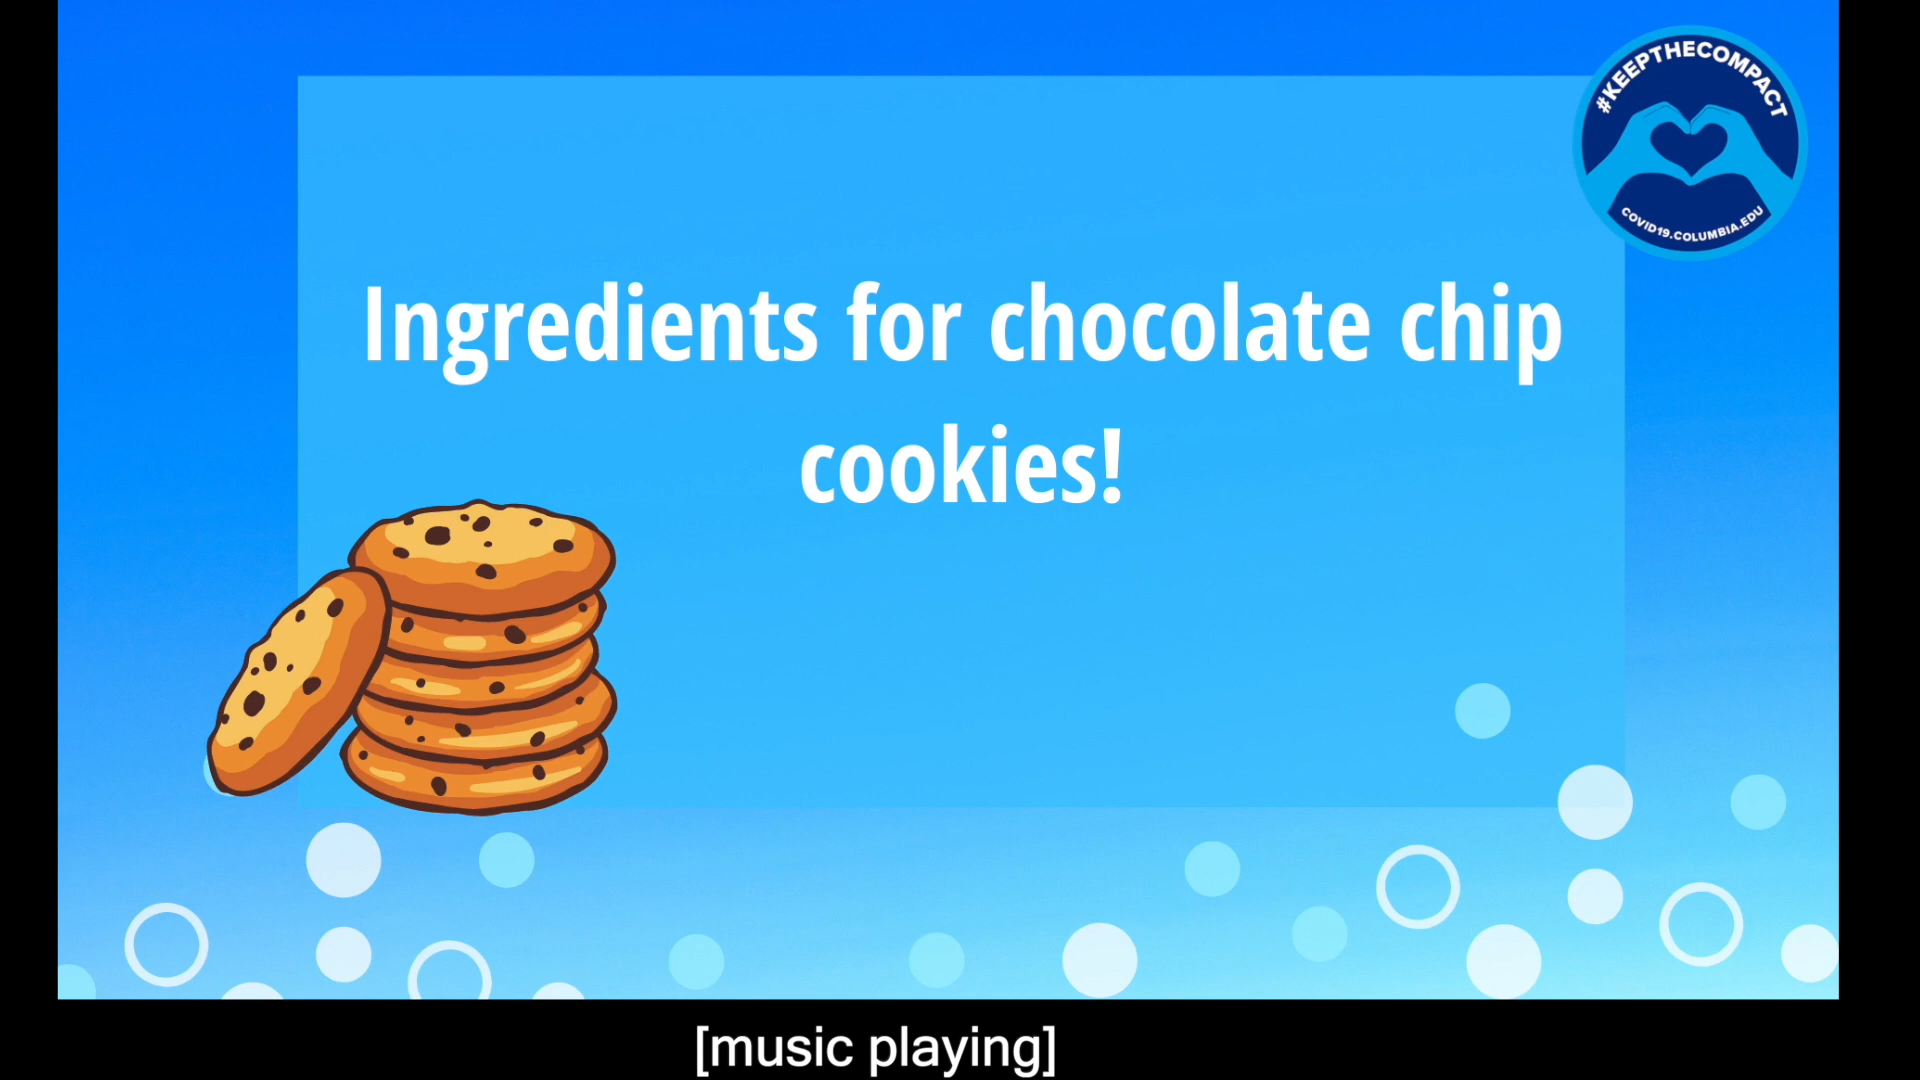 #KEEPTHECOMPACT
COVID19.COLUMBIA.EDU
Ingredients for chocolate chip
cookies!
[music playing]